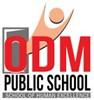 ODM
PUBLIC SCHOOL
SCHOOL OF HUMAN EXCELLENCE